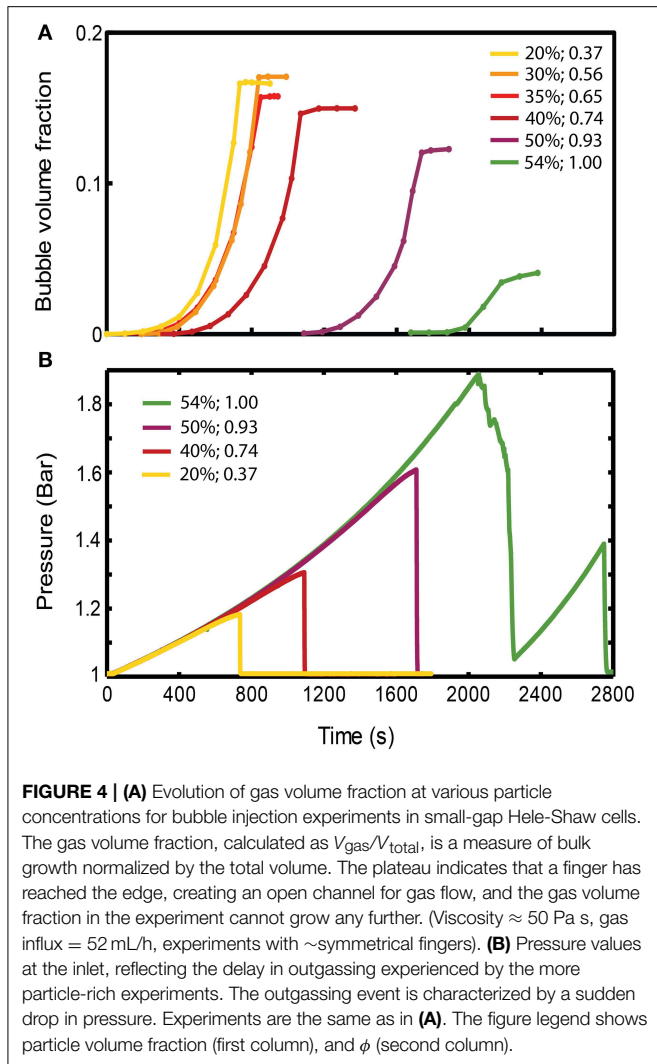 A
0.2
20%; 0.37
30%; 0.56
35%; 0.65
40%; 0.74
50%; 0.93
54%; 1.00
Bubble volume fraction
0.1
0
B
1.8
54%; 1.00
50%; 0.93
40%; 0.74
20%; 0.37
1.6
Pressure (Bar)
1.4
1.2
1
0 400 800 1200 1600 2000 2400 2800
Time (s)
FIGURE 4 | (A) Evolution of gas volume fraction at various particle
concentrations for bubble injection experiments in small-gap Hele-Shaw cells.
The gas volume fraction, calculated as Vgas/Vtotal, is a measure of bulk
growth normalized by the total volume. The plateau indicates that a finger has
reached the edge, creating an open channel for gas flow, and the gas volume
fraction in the experiment cannot grow any further. (Viscosity ≈ 50 Pa s, gas
influx = 52 mL/h, experiments with ~symmetrical fingers). (B) Pressure values
at the inlet, reflecting the delay in outgassing experienced by the more
particle-rich experiments. The outgassing event is characterized by a sudden
drop in pressure. Experiments are the same as in (A). The figure legend shows
particle volume fraction (first column), and ϕ (second column).